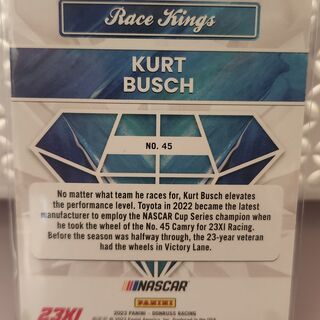 Race Kings
KURT
BUSCH
NO. 45
No matter what team he races for, Kurt Busch elevates
the performance level. Toyota in 2022 became the latest
manufacturer to employ the NASCAR Cup Series champion when
he took the wheel of the No. 45 Camry for 23XI Racing.
Before the season was halfway through, the 23-year veteran
had the wheels in Victory Lane.
NASCAR
23XI
PANINI
2023 PANINI - DONRUSS RACING